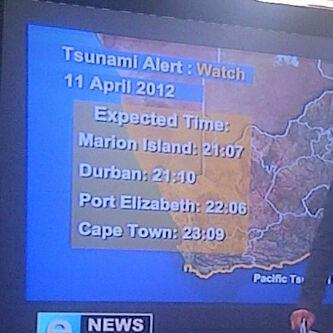 Tsunami Alert : Watch
11 April 2012
Expected Time:
Marion Island: 21:07
Durban: 21:10
Port Elizabeth: 22:06
Cape Town: 23:09
Pacific
e NEWS